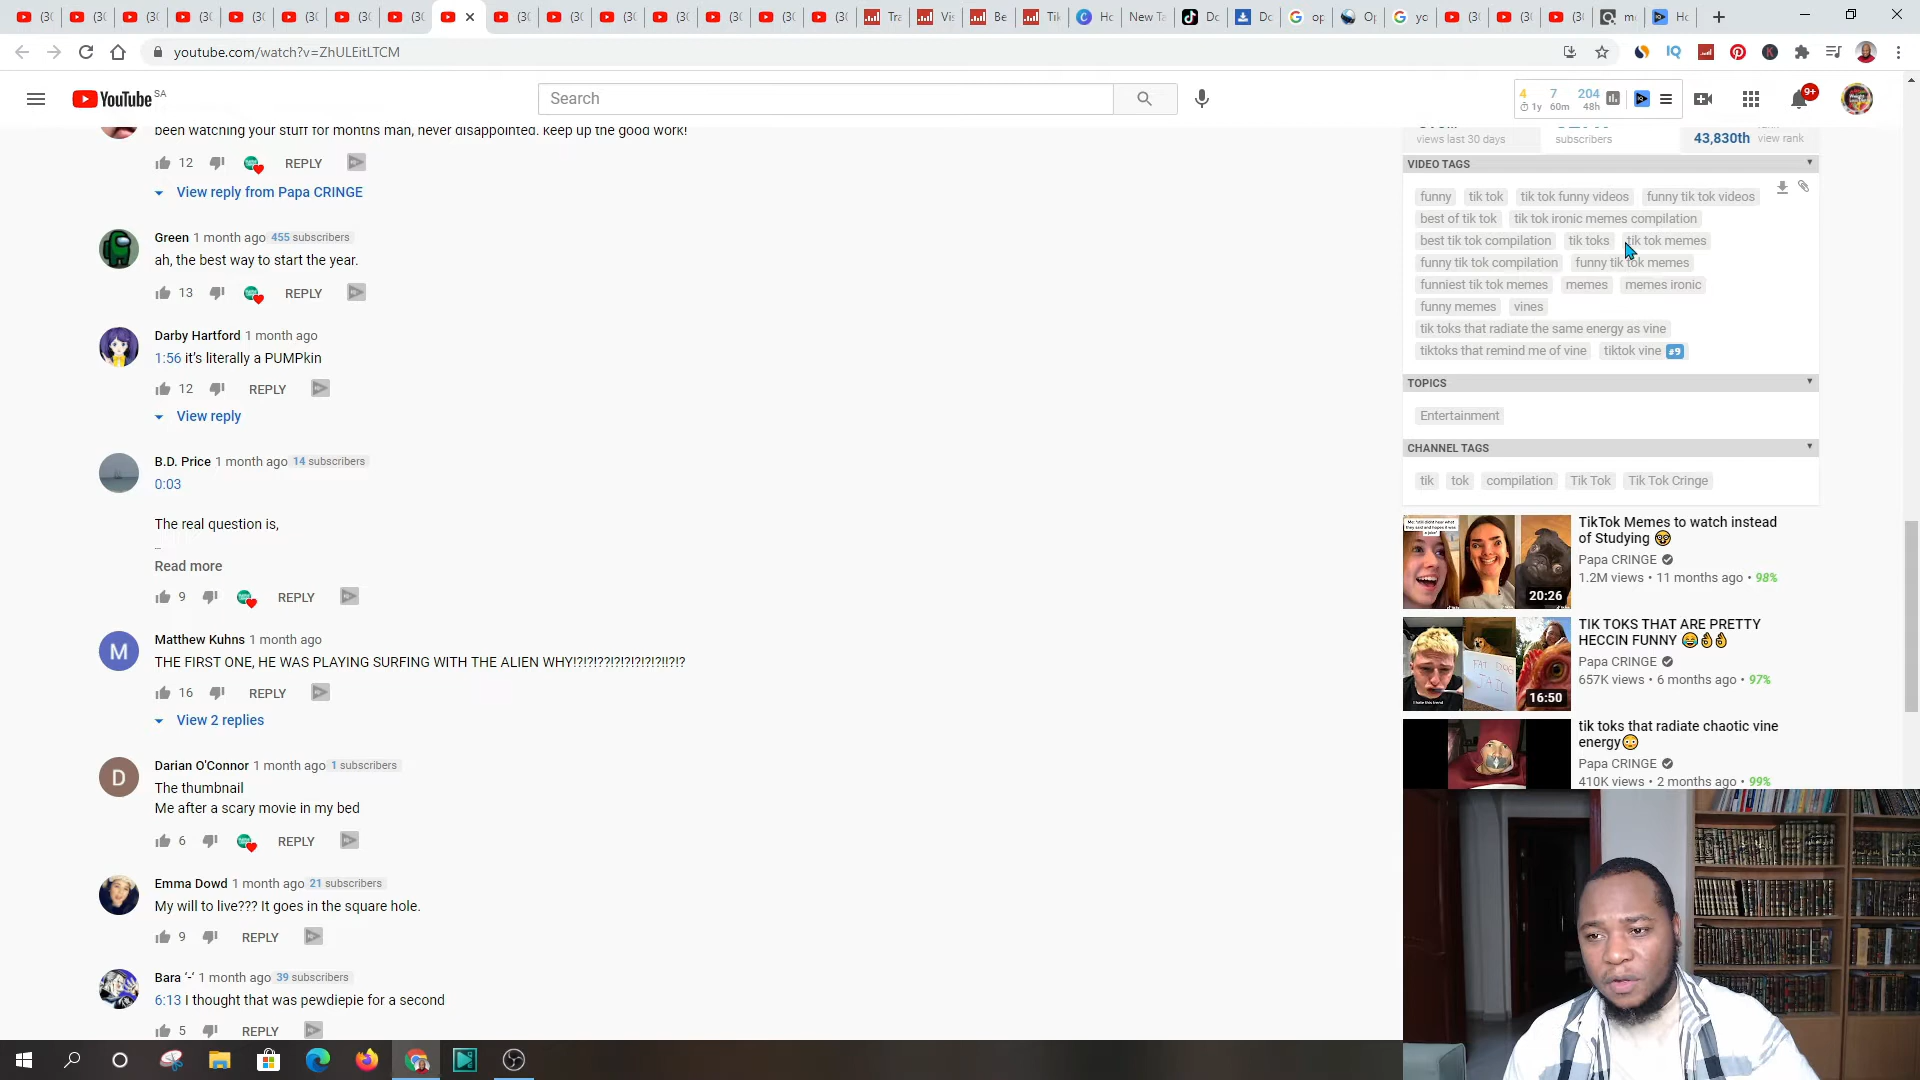 youtube.com/watch?v=ZhULEitLTCM
YouTube SA
Search
4 7 204
1y 60m 48h
9+
been watching your stuff for months man, never disappointed. keep up the good work!
12 REPLY
View reply from Papa CRINGE
Green 1 month ago 455 subscribers
ah, the best way to start the year.
13 REPLY
Darby Hartford 1 month ago
1:56 it's literally a PUMPkin
12 REPLY
View reply
B.D. Price 1 month ago 14 subscribers
0:03
The real question is,
...
Read more
9 REPLY
M
Matthew Kuhns 1 month ago
THE FIRST ONE, HE WAS PLAYING SURFING WITH THE ALIEN WHY!?!?!??!?!?!?!?!?!!?!?
16 REPLY
View 2 replies
D
Darian O'Connor 1 month ago 1 subscribers
The thumbnail
Me after a scary movie in my bed
6 REPLY
Emma Dowd 1 month ago 21 subscribers
My will to live??? It goes in the square hole.
9 REPLY
Bara '-' 1 month ago 39 subscribers
6:13 I thought that was pewdiepie for a second
5 REPLY
views last 30 days
subscribers
43,830th view rank
VIDEO TAGS
funny tik tok tik tok funny videos funny tik tok videos
best of tik tok tik tok ironic memes compilation
best tik tok compilation tik toks tik tok memes
funny tik tok compilation funny tik tok memes
funniest tik tok memes memes memes ironic
funny memes vines
tik toks that radiate the same energy as vine
tiktoks that remind me of vine tiktok vine #9
TOPICS
Entertainment
CHANNEL TAGS
tik tok compilation Tik Tok Tik Tok Cringe
20:26
TikTok Memes to watch instead
of Studying 🤓
Papa CRINGE
1.2M views • 11 months ago • 98%
FAT DOG
JAIL
16:50
TIK TOKS THAT ARE PRETTY
HECCIN FUNNY 😂👌👌
Papa CRINGE
657K views • 6 months ago • 97%
tik toks that radiate chaotic vine
energy😳
Papa CRINGE
410K views • 2 months ago • 99%